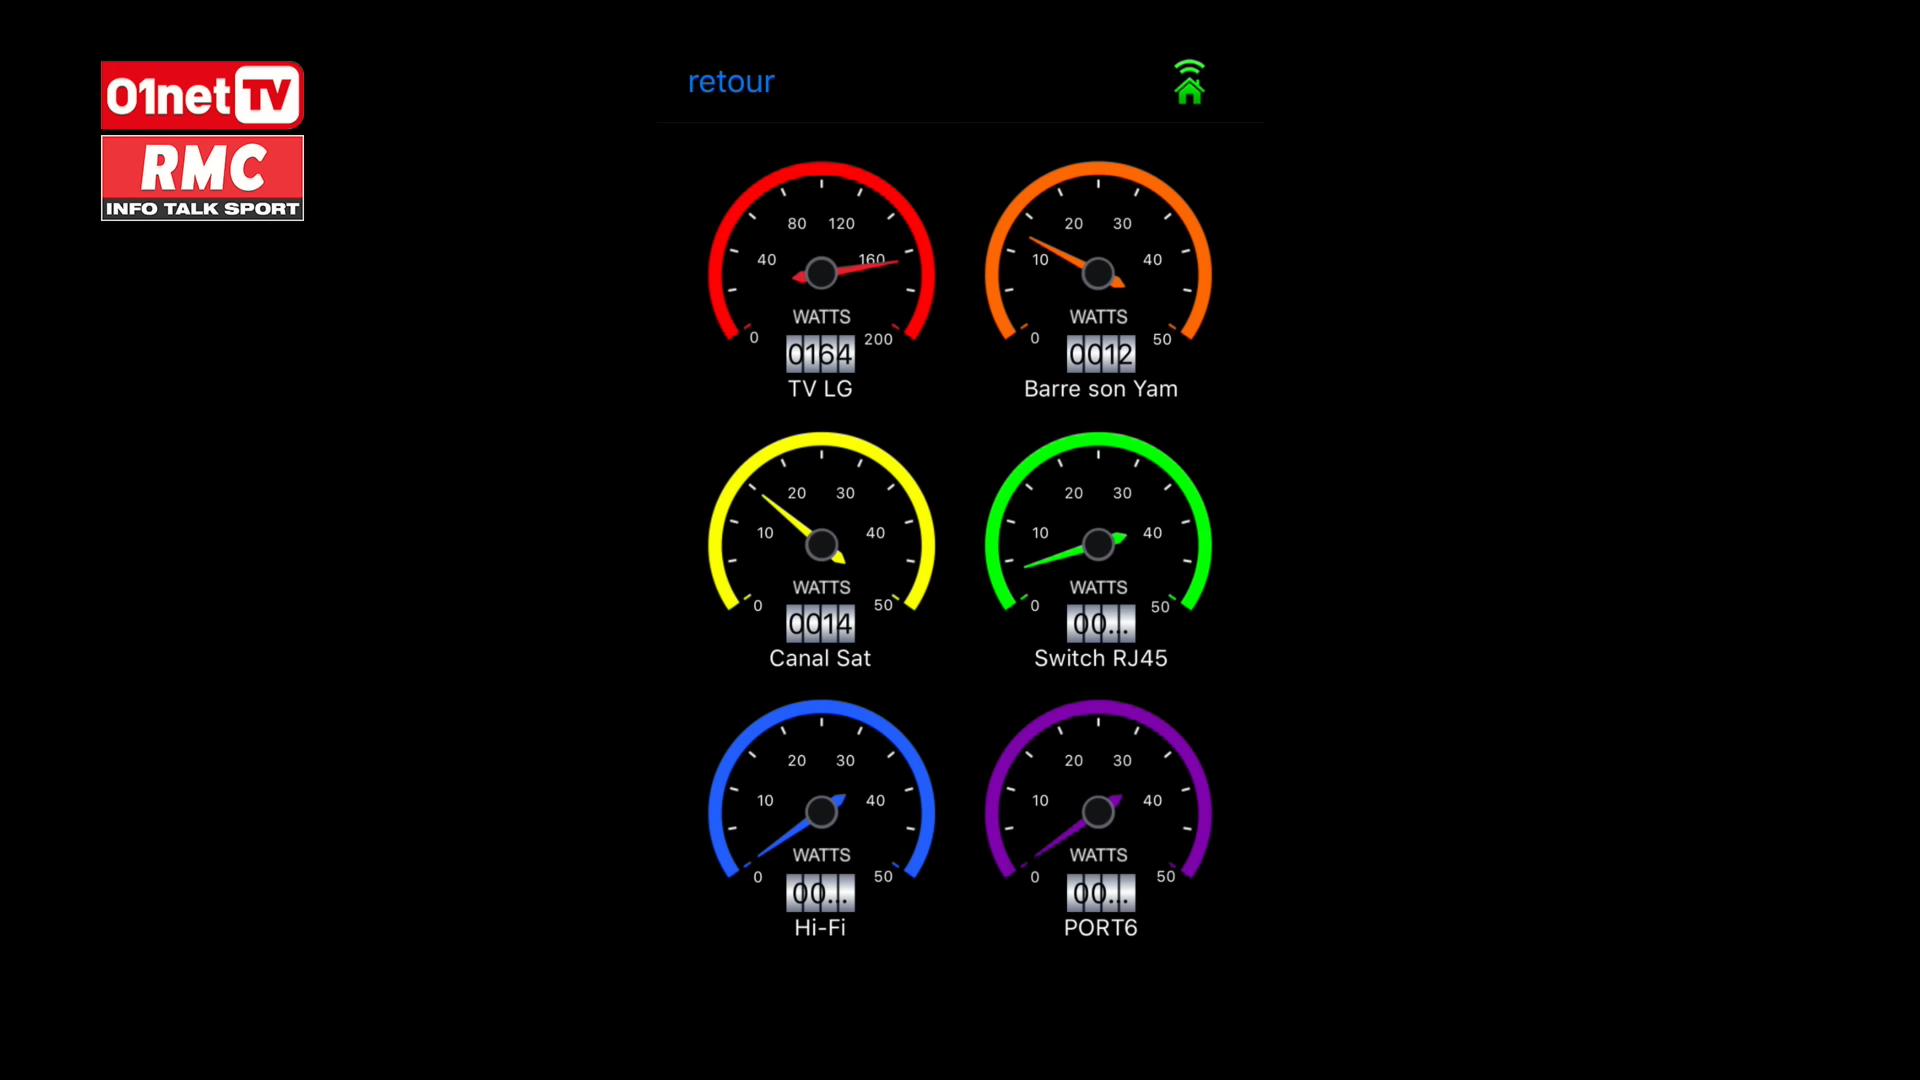 01net TV
RMC
INFO TALK SPORT
retour
80 120
40 160
WATTS
0 200
0164
TV LG
20 30
10 40
WATTS
0 50
0012
Barre son Yam
20 30
10 40
WATTS
0 50
0014
Canal Sat
20 30
10 40
WATTS
0 50
00...
Switch RJ45
20 30
10 40
WATTS
0 50
00...
Hi-Fi
20 30
10 40
WATTS
0 50
00...
PORT6